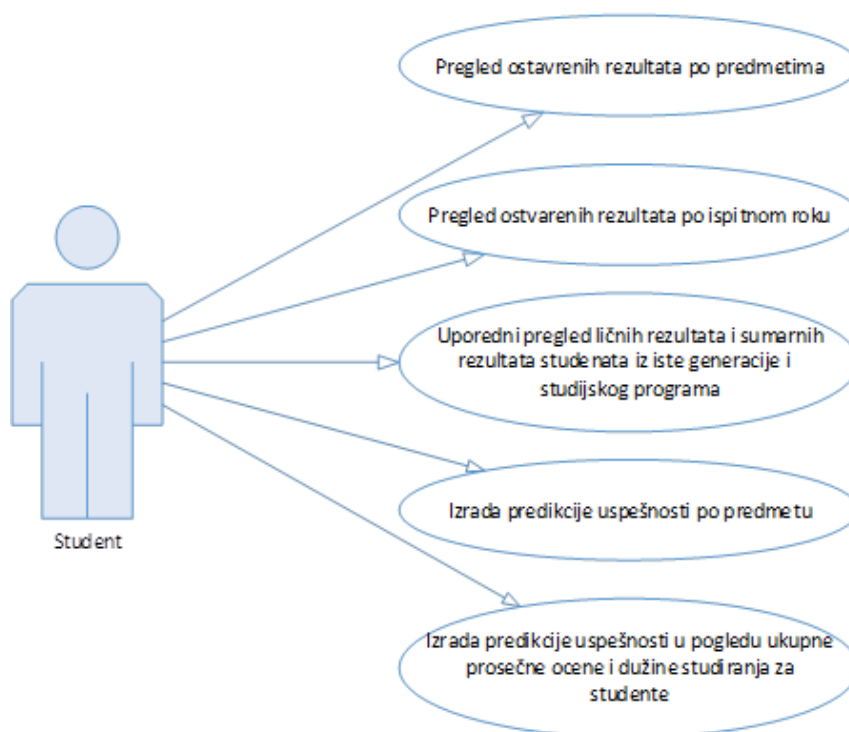 Pregled ostavrenih rezultata po predmetima
Pregled ostvarenih rezultata po ispitnom roku
Uporedni pregled ličnih rezultata i sumarnih
rezultata studenata iz iste generacije i
studijskog programa
Izrada predikcije uspešnosti po predmetu
Student
Izrada predikcije uspešnosti u pogledu ukupne
prosečne ocene i dužine studiranja za
studente